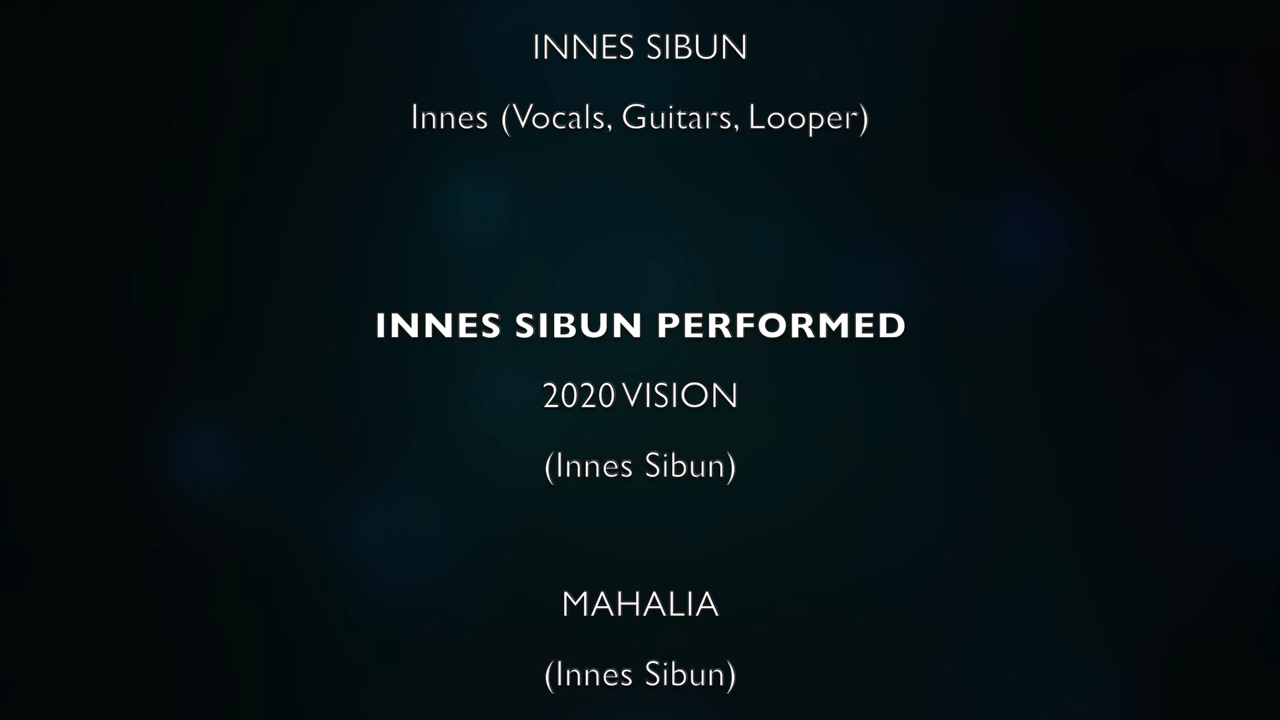 INNES SIBUN
Innes (Vocals, Guitars, Looper)
INNES SIBUN PERFORMED
2020 VISION
(Innes Sibun)
MAHALIA
(Innes Sibun)